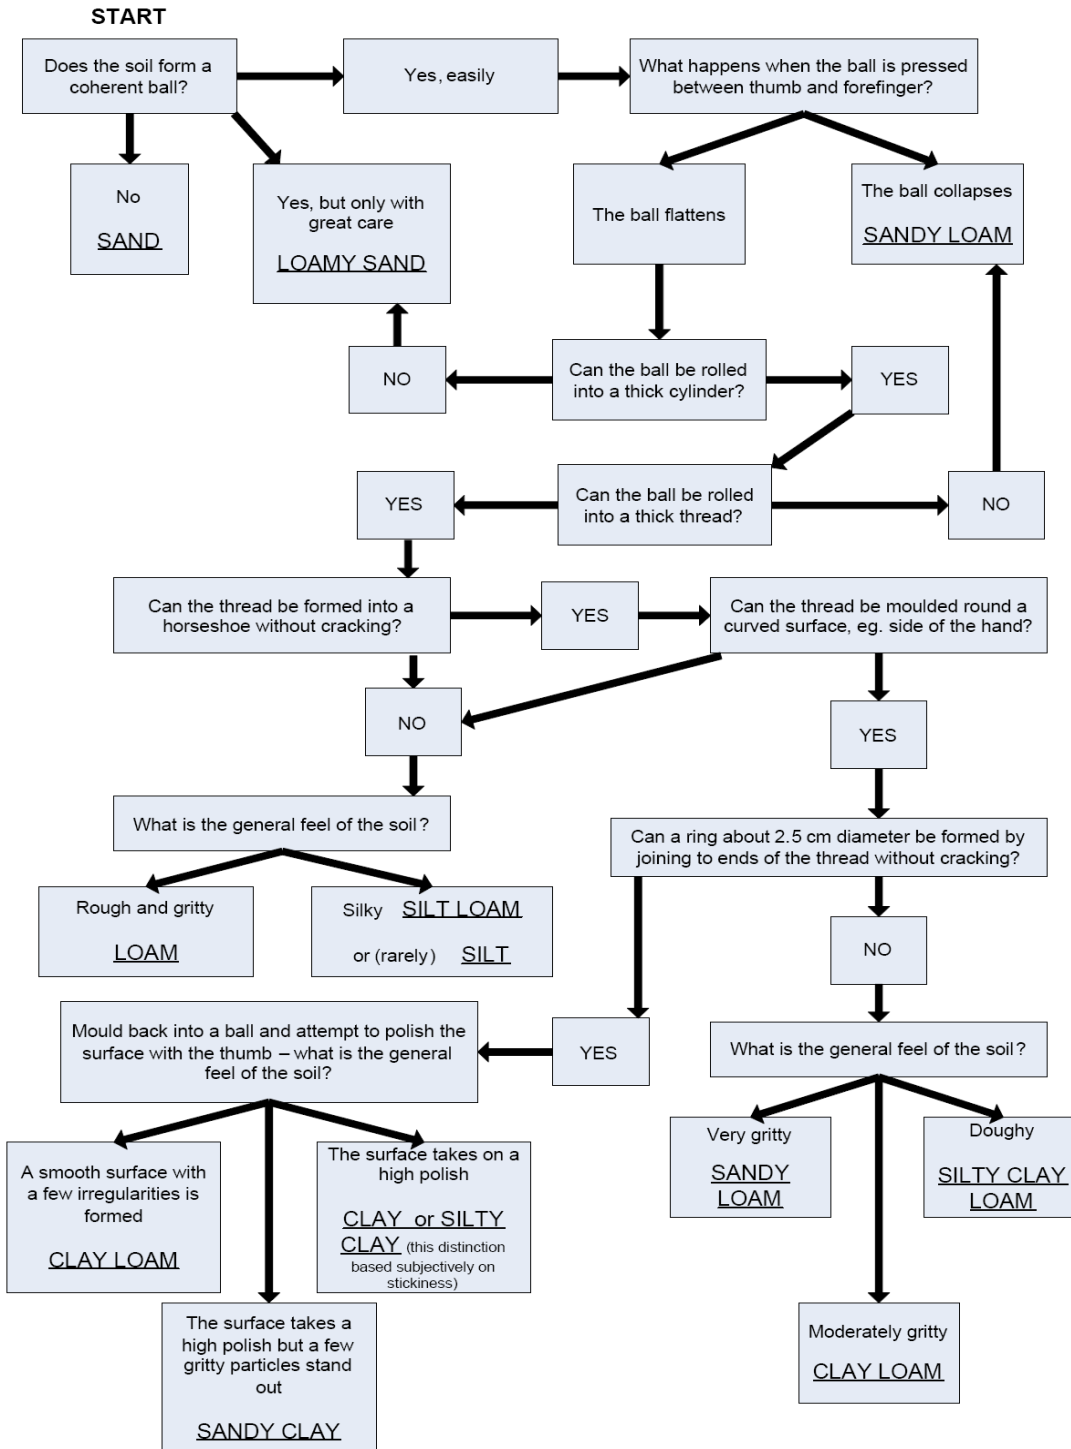 START
Does the soil form a
coherent ball?
Yes, easily
What happens when the ball is pressed
between thumb and forefinger?
No
SAND
Yes, but only with
great care
LOAMY SAND
The ball flattens
The ball collapses
SANDY LOAM
NO
Can the ball be rolled
into a thick cylinder?
YES
YES
Can the ball be rolled
into a thick thread?
NO
Can the thread be formed into a
horseshoe without cracking?
YES
Can the thread be moulded round a
curved surface, eg. side of the hand?
NO
YES
What is the general feel of the soil?
Can a ring about 2.5 cm diameter be formed by
joining to ends of the thread without cracking?
Rough and gritty
LOAM
Silky SILT LOAM
or (rarely) SILT
NO
Mould back into a ball and attempt to polish the
surface with the thumb – what is the general
feel of the soil?
YES
What is the general feel of the soil?
A smooth surface with
a few irregularities is
formed
CLAY LOAM
The surface takes on a
high polish
CLAY or SILTY
CLAY (this distinction
based subjectively on
stickiness)
Very gritty
SANDY
LOAM
Doughy
SILTY CLAY
LOAM
The surface takes a
high polish but a few
gritty particles stand
out
SANDY CLAY
Moderately gritty
CLAY LOAM